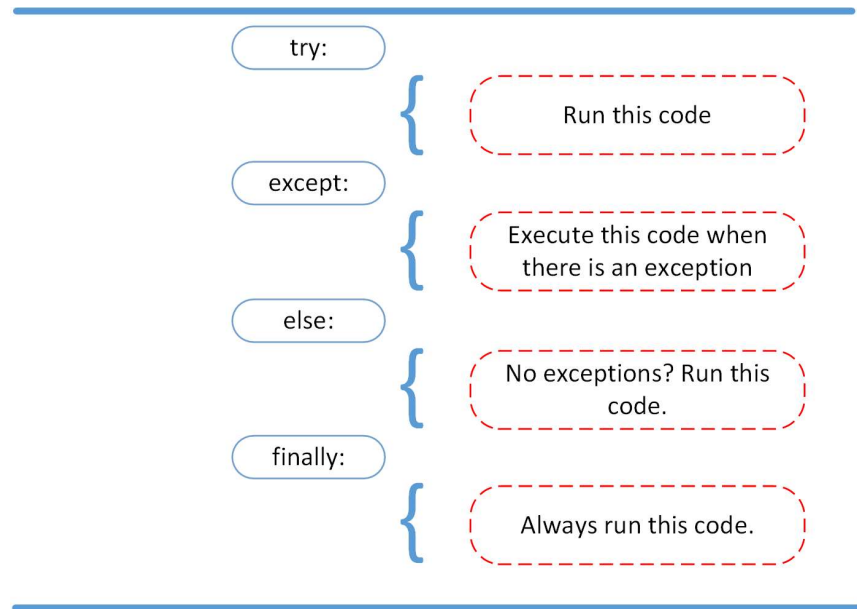 try:
Run this code
except:
Execute this code when
there is an exception
else:
No exceptions? Run this
code.
finally:
Always run this code.